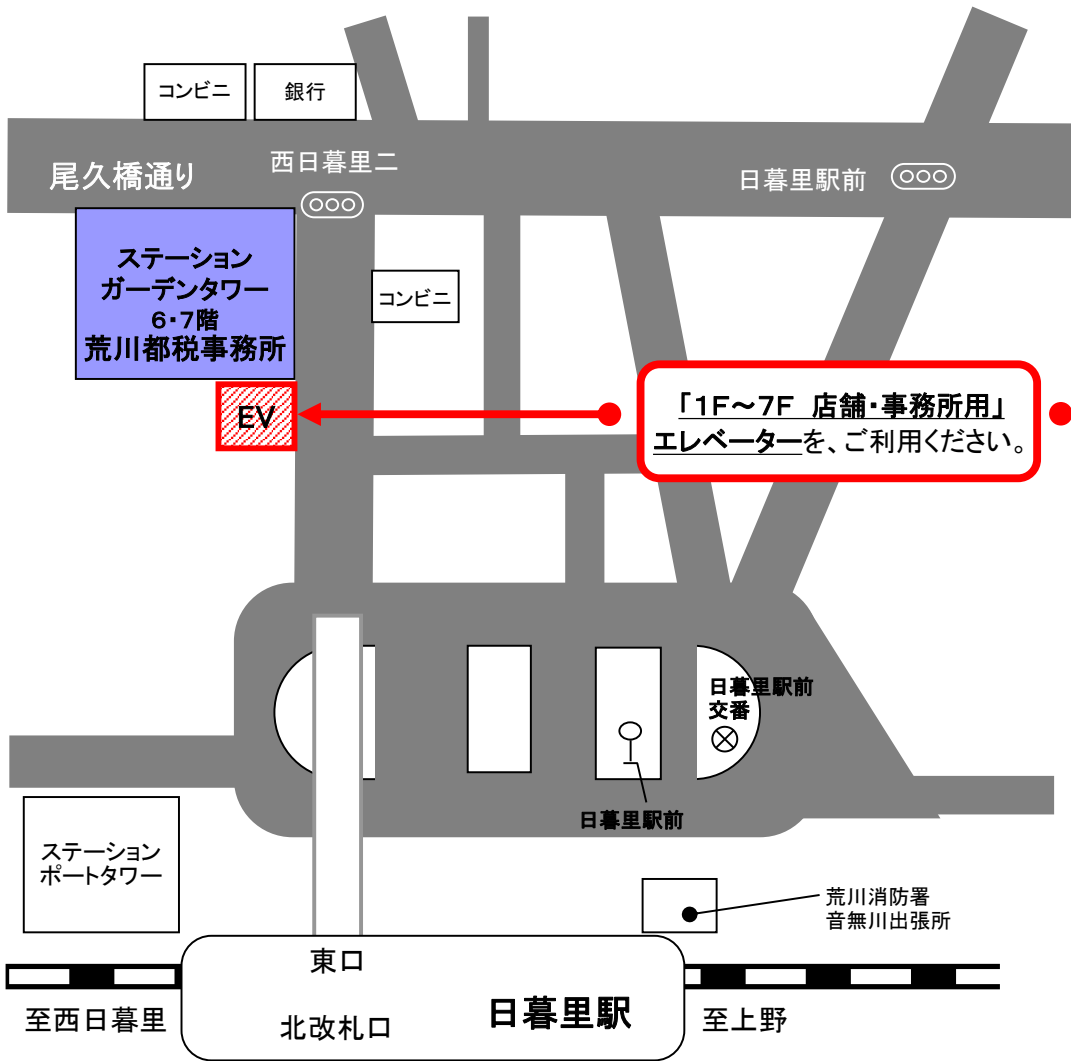 コンビニ
銀行
尾久橋通り
西日暮里二
日暮里駅前
ステーション
ガーデンタワー
6・7階
荒川都税事務所
コンビニ
EV
「1F～7F 店舗・事務所用」
エレベーターを、ご利用ください。
日暮里駅前
交番
日暮里駅前
ステーション
ポートタワー
荒川消防署
音無川出張所
東口
北改札口
日暮里駅
至西日暮里
至上野